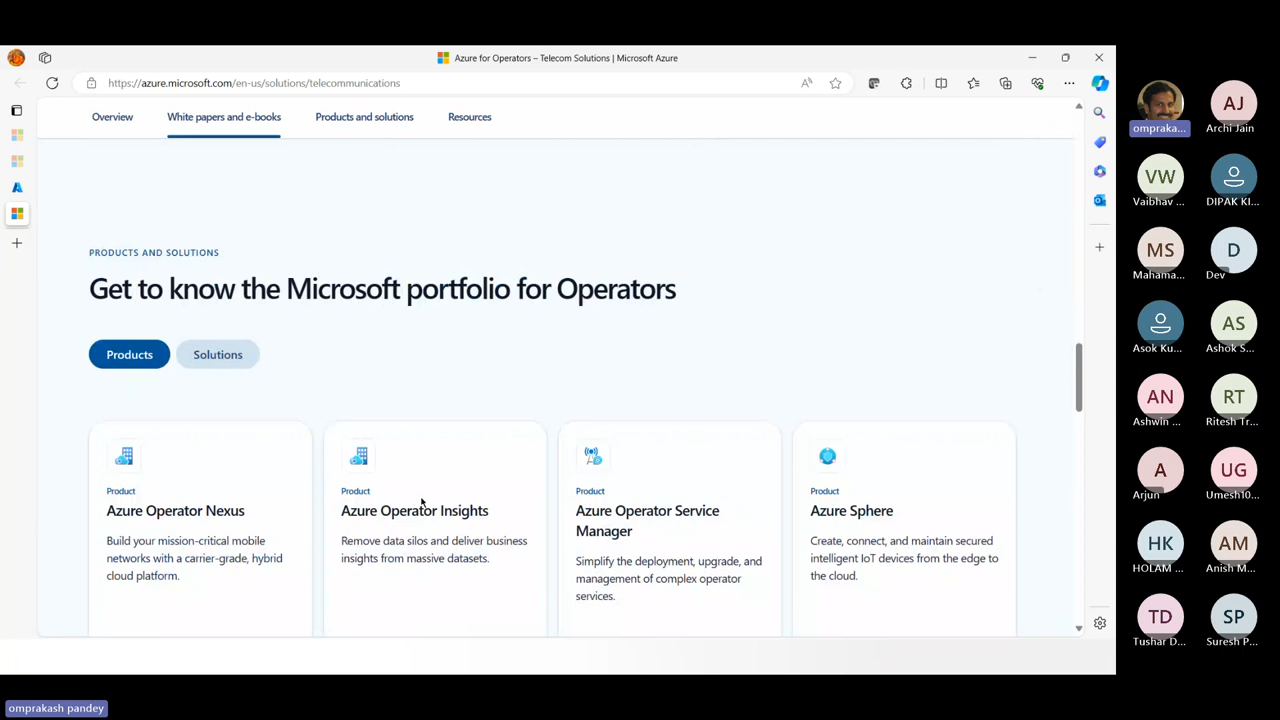 Azure for Operators – Telecom Solutions | Microsoft Azure
https://azure.microsoft.com/en-us/solutions/telecommunications
Overview
White papers and e-books
Products and solutions
Resources
PRODUCTS AND SOLUTIONS
Get to know the Microsoft portfolio for Operators
Products
Solutions
Product
Azure Operator Nexus
Build your mission-critical mobile
networks with a carrier-grade, hybrid
cloud platform.
Product
Azure Operator Insights
Remove data silos and deliver business
insights from massive datasets.
Product
Azure Operator Service
Manager
Simplify the deployment, upgrade, and
management of complex operator
services.
Product
Azure Sphere
Create, connect, and maintain secured
intelligent IoT devices from the edge to
the cloud.
ompraka...
AJ
Archi Jain
VW
Vaibhav ...
DIPAK KI...
MS
Mahama...
D
Dev
Asok Ku...
AS
Ashok S...
AN
Ashwin ...
RT
Ritesh Tr...
A
Arjun
UG
Umesh10...
HK
HOLAM ...
AM
Anish M...
TD
Tushar D...
SP
Suresh P...
omprakash pandey